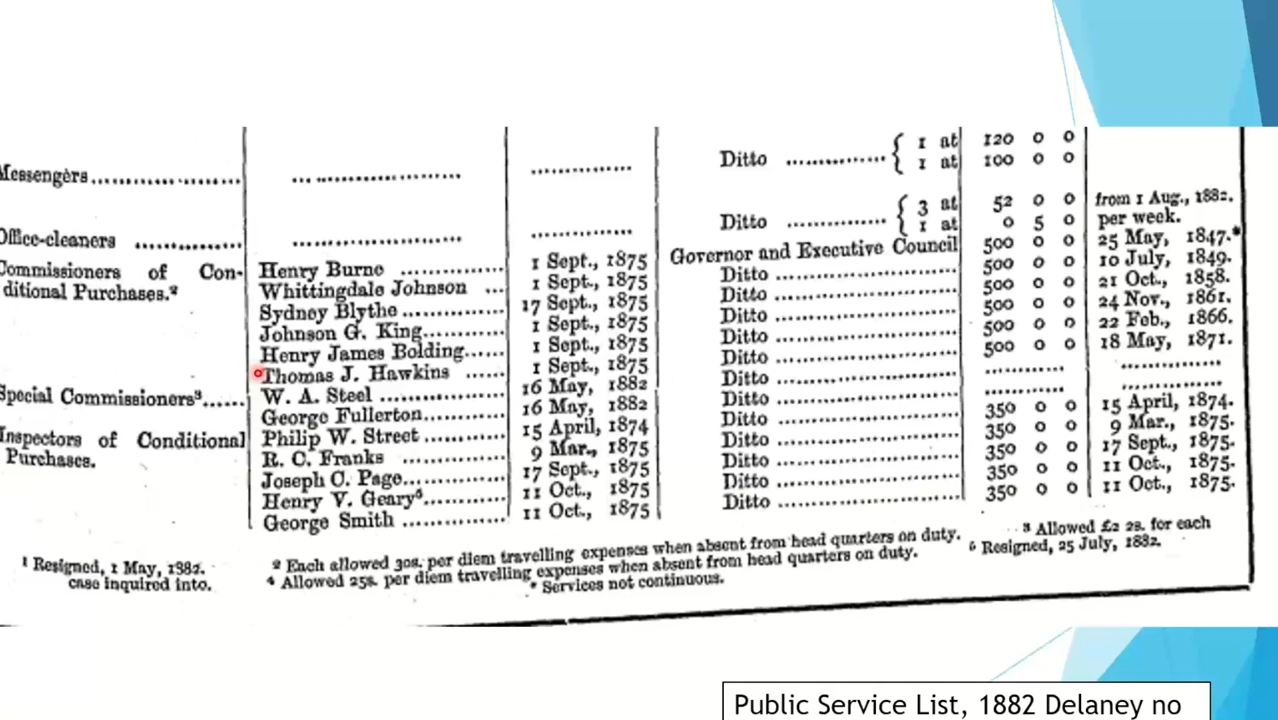 1 at 120 0 0
Messengers .................... .................... ............ Ditto ............ { 1 at 100 0 0
3 at 52 0 0 from 1 Aug., 1882.
Office-cleaners ............ .................... ............ Ditto ............ { 1 at 0 5 0 per week.
Commissioners of Con- Henry Burne ............ 1 Sept., 1875 Governor and Executive Council 500 0 0 25 May, 1847.*
ditional Purchases.² Whittingdale Johnson ... 1 Sept., 1875 Ditto ............ 500 0 0 10 July, 1849.
Sydney Blythe ............ 17 Sept., 1875 Ditto ............ 500 0 0 21 Oct., 1858.
Johnson G. King ......... 1 Sept., 1875 Ditto ............ 500 0 0 24 Nov., 1861.
Henry James Bolding ...... 1 Sept., 1875 Ditto ............ 500 0 0 22 Feb., 1866.
Thomas J. Hawkins ...... 1 Sept., 1875 Ditto ............ 500 0 0 18 May, 1871.
Special Commissioners³ ...... W. A. Steel ............ 16 May, 1882 Ditto ............ ............ ............
George Fullerton ......... 16 May, 1882 Ditto ............ ............ ............
Inspectors of Conditional Philip W. Street ......... 15 April, 1874 Ditto ............ 350 0 0 15 April, 1874.
Purchases. R. C. Franks ............ 9 Mar., 1875 Ditto ............ 350 0 0 9 Mar., 1875.
Joseph C. Page ............ 17 Sept., 1875 Ditto ............ 350 0 0 17 Sept., 1875.
Henry V. Geary⁶ ............ 11 Oct., 1875 Ditto ............ 350 0 0 11 Oct., 1875.
George Smith ............ 11 Oct., 1875 Ditto ............ 350 0 0 11 Oct., 1875.
¹ Resigned, 1 May, 1882. ² Each allowed 30s. per diem travelling expenses when absent from head quarters on duty. ³ Allowed £2 2s. for each
case inquired into. ⁴ Allowed 25s. per diem travelling expenses when absent from head quarters on duty. ⁶ Resigned, 25 July, 1882.
* Services not continuous.
Public Service List, 1882 Delaney no